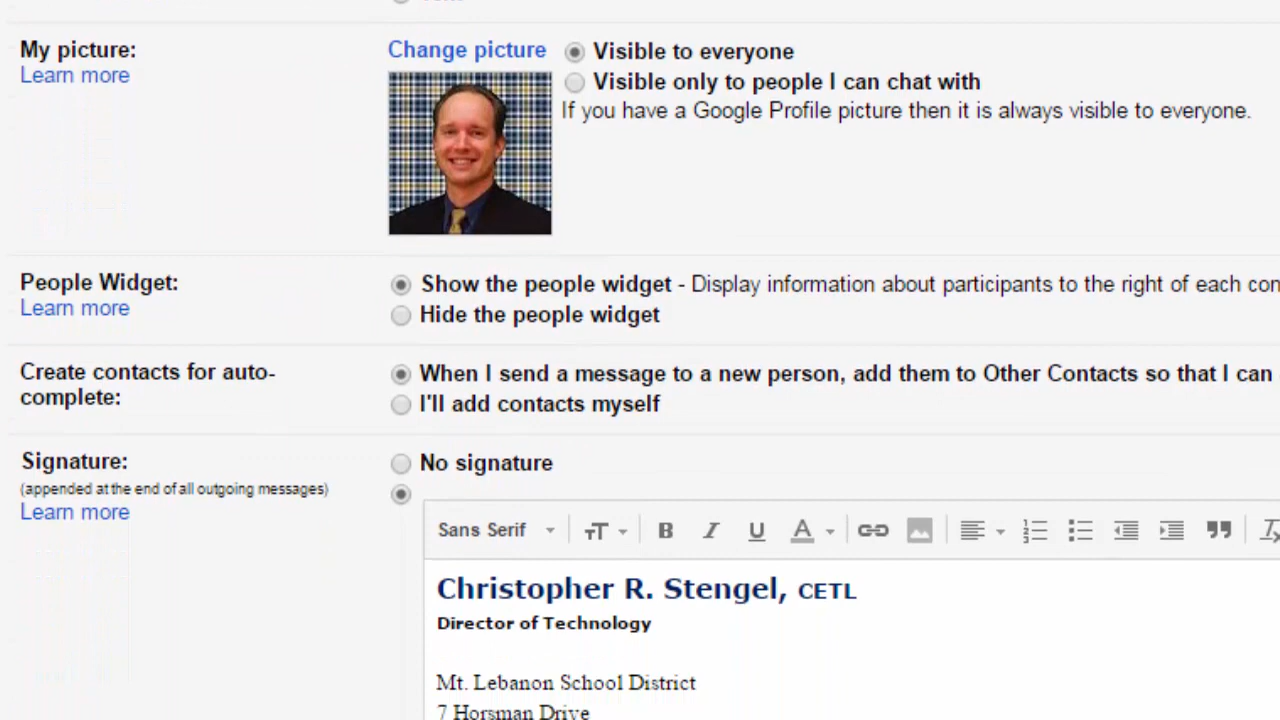 My picture:
Learn more
Change picture
Visible to everyone
Visible only to people I can chat with
If you have a Google Profile picture then it is always visible to everyone.
People Widget:
Learn more
Show the people widget - Display information about participants to the right of each
Hide the people widget
Create contacts for auto-
complete:
When I send a message to a new person, add them to Other Contacts so that I can
I'll add contacts myself
Signature:
(appended at the end of all outgoing messages)
Learn more
No signature
Sans Serif
Christopher R. Stengel, CETL
Director of Technology
Mt. Lebanon School District
7 Horsman Drive